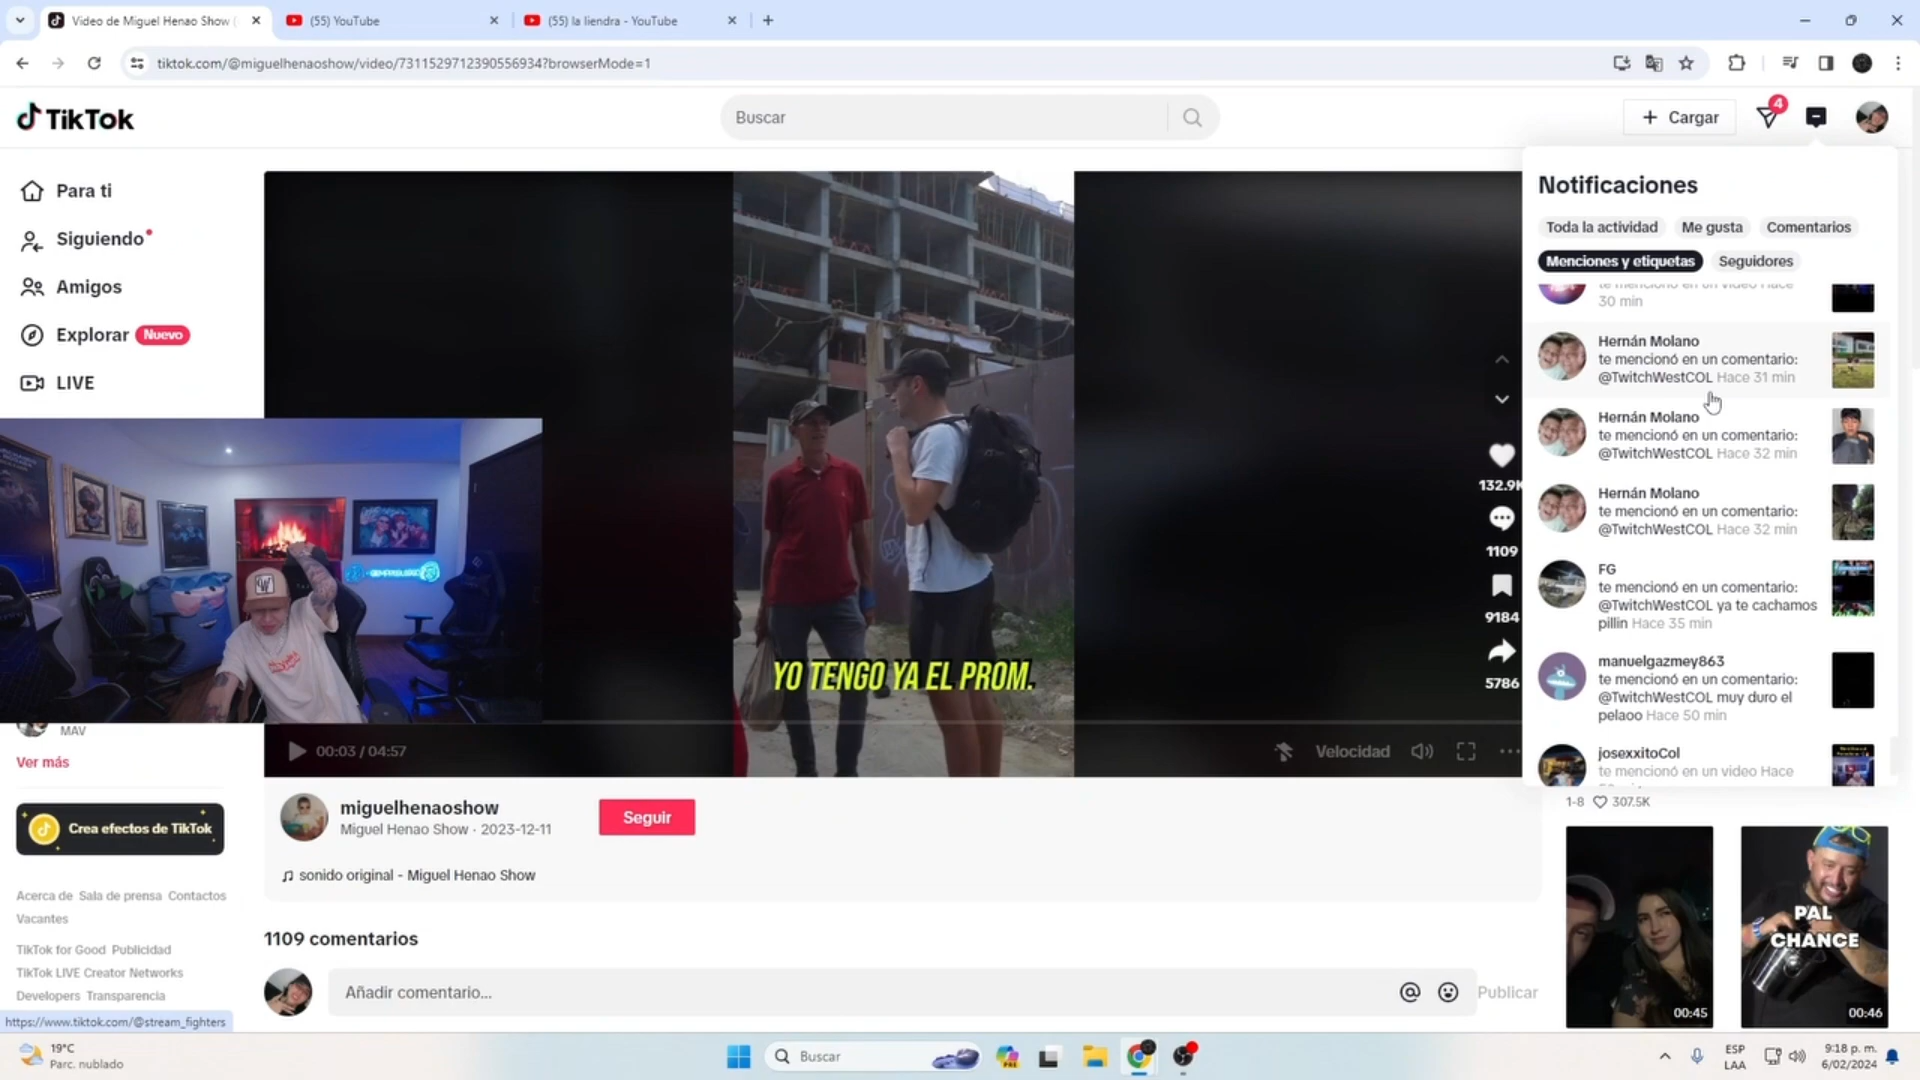 Video de Miguel Henao Show (
(55) YouTube
(55) la liendra - YouTube
tiktok.com/@miguelhenaoshow/video/7311529712390556934?browserMode=1
TikTok
Buscar
Cargar
4
Para ti
Siguiendo
Amigos
Explorar Nuevo
LIVE
MAV
Ver más
Crea efectos de TikTok
Acerca de Sala de prensa Contactos
Vacantes
TikTok for Good Publicidad
TikTok LIVE Creator Networks
Developers Transparencia
https://www.tiktok.com/@stream_fighters
YO TENGO YA EL PROM.
00:03 / 04:57
Velocidad
132.9K
1109
9184
5786
miguelhenaoshow
Miguel Henao Show · 2023-12-11
Seguir
sonido original - Miguel Henao Show
1109 comentarios
Añadir comentario...
Publicar
Notificaciones
Toda la actividad Me gusta Comentarios
Menciones y etiquetas Seguidores
te mencionó en un video Hace
30 min
Hernán Molano
te mencionó en un comentario:
@TwitchWestCOL Hace 31 min
Hernán Molano
te mencionó en un comentario:
@TwitchWestCOL Hace 32 min
Hernán Molano
te mencionó en un comentario:
@TwitchWestCOL Hace 32 min
FG
te mencionó en un comentario:
@TwitchWestCOL ya te cachamos
pillin Hace 35 min
manuelgazmey863
te mencionó en un comentario:
@TwitchWestCOL muy duro el
pelaoo Hace 50 min
josexxitoCol
te mencionó en un video Hace
1-8 307.5K
00:45
PAL
CHANCE
00:46
19°C
Parc. nublado
Buscar
PRE
ESP
LAA
9:18 p. m.
6/02/2024